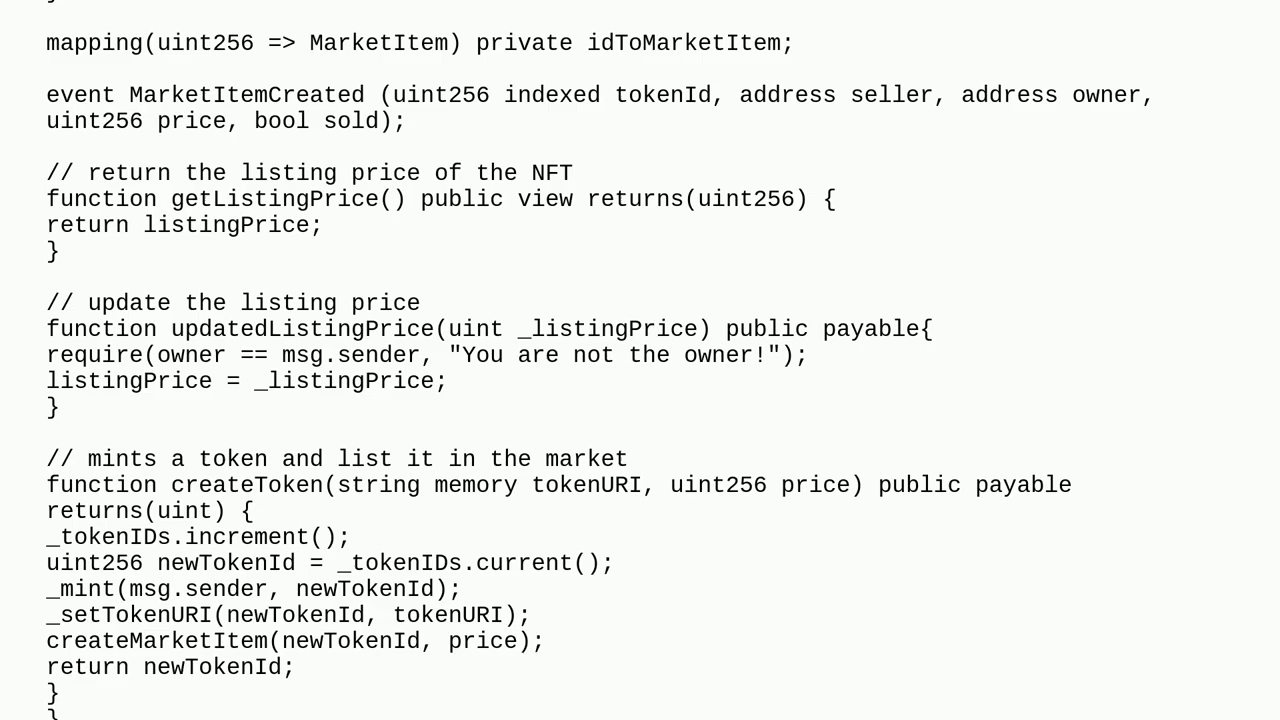 }
mapping(uint256 => MarketItem) private idToMarketItem;
event MarketItemCreated (uint256 indexed tokenId, address seller, address owner,
uint256 price, bool sold);
// return the listing price of the NFT
function getListingPrice() public view returns(uint256) {
return listingPrice;
}
// update the listing price
function updatedListingPrice(uint _listingPrice) public payable{
require(owner == msg.sender, "You are not the owner!");
listingPrice = _listingPrice;
}
// mints a token and list it in the market
function createToken(string memory tokenURI, uint256 price) public payable
returns(uint) {
_tokenIDs.increment();
uint256 newTokenId = _tokenIDs.current();
_mint(msg.sender, newTokenId);
_setTokenURI(newTokenId, tokenURI);
createMarketItem(newTokenId, price);
return newTokenId;
}
}